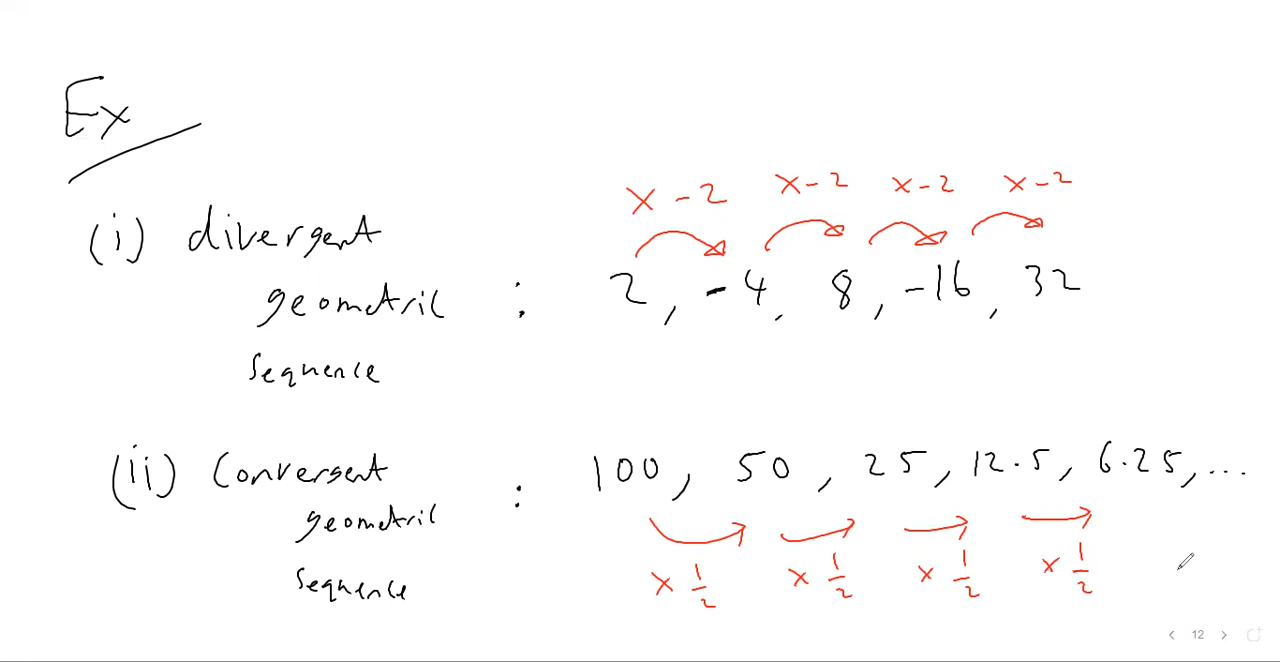 Ex
x -2 x -2 x -2 x -2
(i) divergent
geometric : 2, -4, 8, -16, 32
sequence
(ii) Convergent 100, 50, 25, 12.5, 6.25, ...
geometric :
sequence x 1/2 x 1/2 x 1/2 x 1/2
12